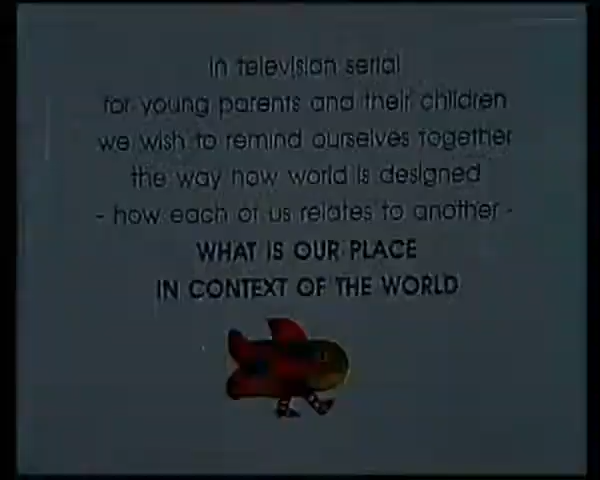 in television serial
for young parents and their children
we wish to remind ourselves together
the way how world is designed
- how each of us relates to another -
WHAT IS OUR PLACE
IN CONTEXT OF THE WORLD